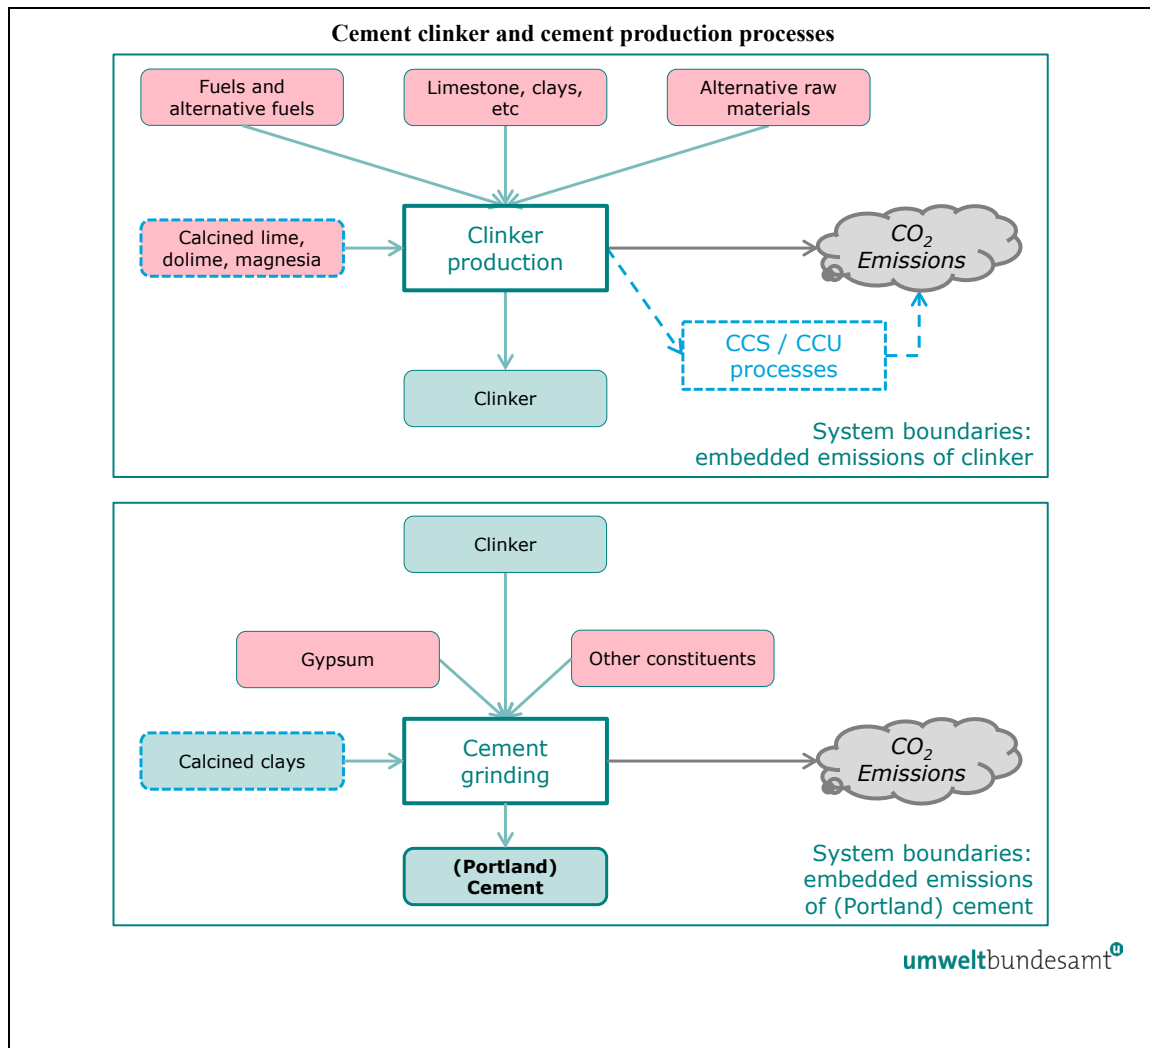 Cement clinker and cement production processes
Fuels and
alternative fuels
Limestone, clays,
etc
Alternative raw
materials
Calcined lime,
dolime, magnesia
Clinker
production
CO2
Emissions
CCS / CCU
processes
Clinker
System boundaries:
embedded emissions of clinker
Clinker
Gypsum
Other constituents
Calcined clays
Cement
grinding
CO2
Emissions
(Portland)
Cement
System boundaries:
embedded emissions
of (Portland) cement
umweltbundesamt u